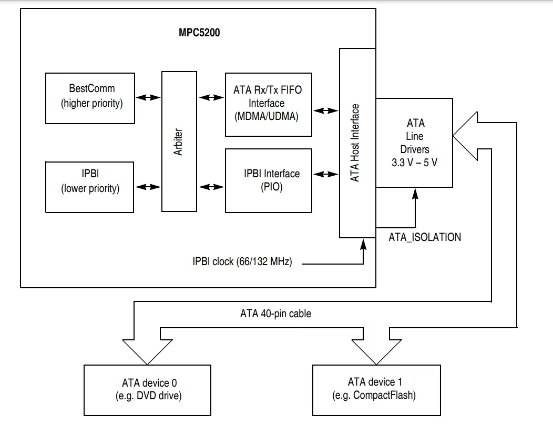 MPC5200
BestComm
(higher priority)
Arbiter
ATA Rx/Tx FIFO
Interface
(MDMA/UDMA)
ATA Host Interface
ATA
Line
Drivers
3.3 V – 5 V
IPBI
(lower priority)
IPBI Interface
(PIO)
ATA_ISOLATION
IPBI clock (66/132 MHz)
ATA 40-pin cable
ATA device 0
(e.g. DVD drive)
ATA device 1
(e.g. CompactFlash)